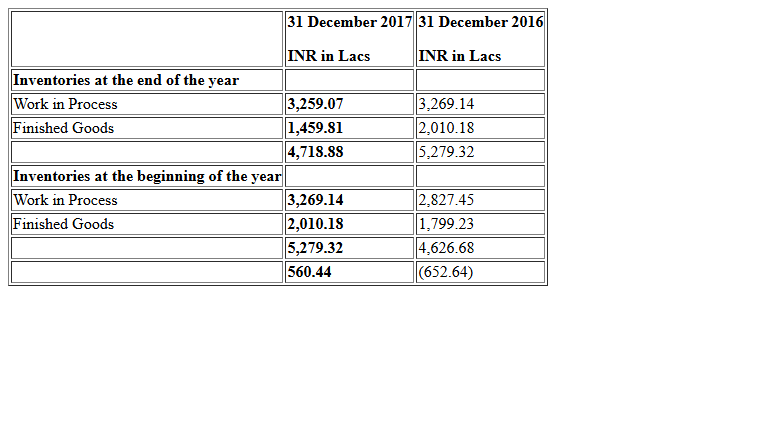 31 December 2017 31 December 2016
INR in Lacs INR in Lacs
Inventories at the end of the year
Work in Process 3,259.07 3,269.14
Finished Goods 1,459.81 2,010.18
4,718.88 5,279.32
Inventories at the beginning of the year
Work in Process 3,269.14 2,827.45
Finished Goods 2,010.18 1,799.23
5,279.32 4,626.68
560.44 (652.64)